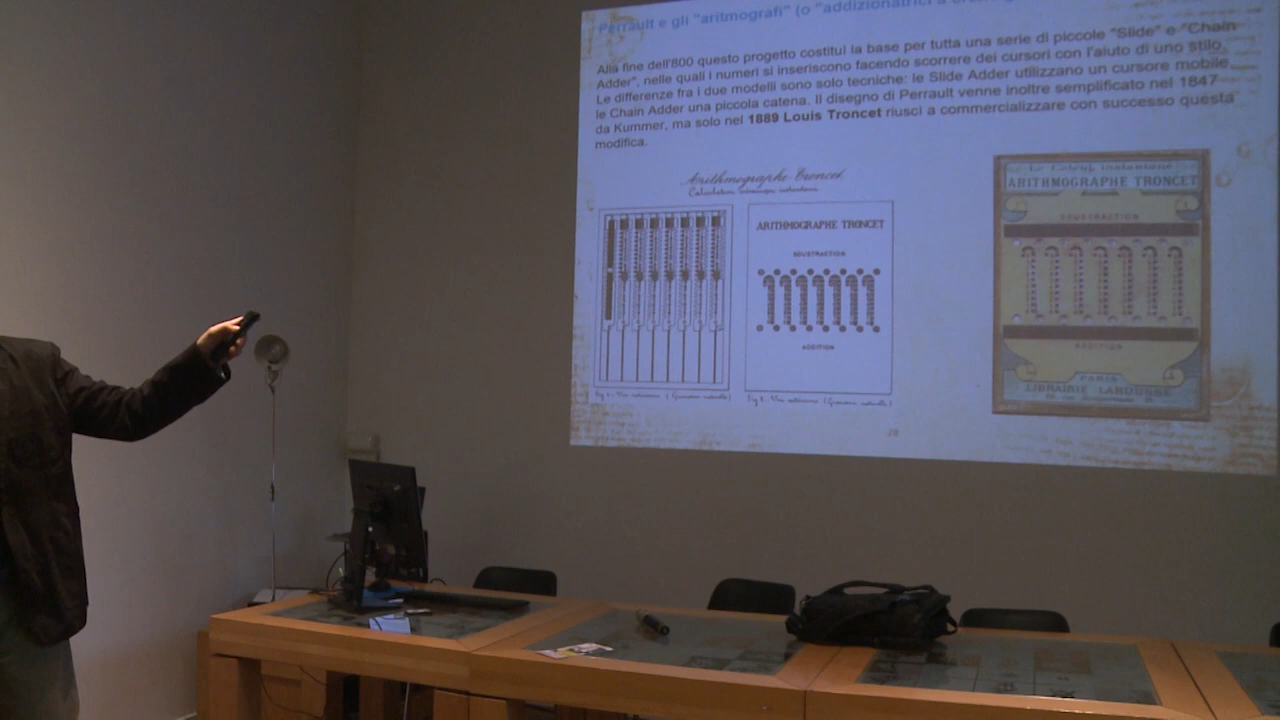 Perrault e gli "aritmografi" (o "addizionatrici a
Alla fine dell'800 questo progetto costituì la base per tutta una serie di piccole "Slide" e "Chain
Adder", nelle quali i numeri si inseriscono facendo scorrere dei cursori con l'aiuto di uno stilo.
Le differenze fra i due modelli sono solo tecniche: le Slide Adder utilizzano un cursore mobile,
le Chain Adder una piccola catena. Il disegno di Perrault venne inoltre semplificato nel 1847
da Kummer, ma solo nel 1889 Louis Troncet riuscì a commercializzare con successo questa
modifica.
Arithmographe Troncet
ARITHMOGRAPHE TRONCET
SOUSTRACTION
ADDITION
Le Calcul instantané
ARITHMOGRAPHE TRONCET
SOUSTRACTION
ADDITION
PARIS
LIBRAIRIE LAROUSSE
28